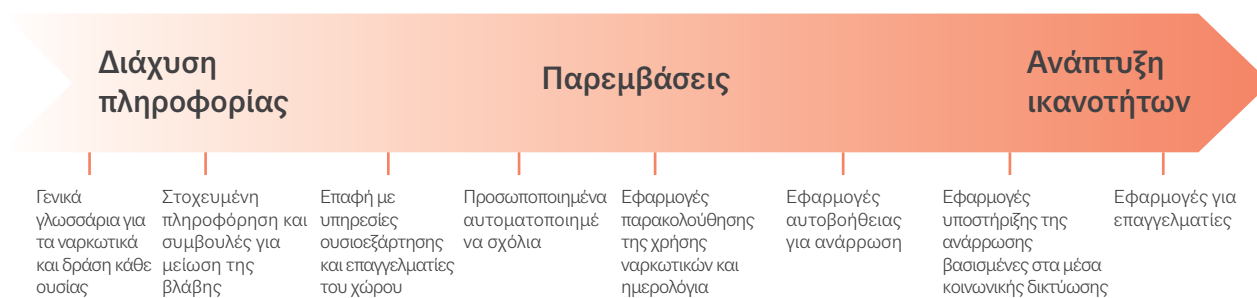 Διάχυση
πληροφορίας
Παρεμβάσεις
Ανάπτυξη
ικανοτήτων
Γενικά
γλωσσάρια για
τα ναρκωτικά
και δράση κάθε
ουσίας
Στοχευμένη
πληροφόρηση και
συμβουλές για
μείωση της
βλάβης
Επαφή με
υπηρεσίες
ουσιοεξάρτησης
και επαγγελματίες
του χώρου
Προσωποποιημένα
αυτοματοποιημέ
να σχόλια
Εφαρμογές
παρακολούθησης
της χρήσης
ναρκωτικών και
ημερολόγια
Εφαρμογές
αυτοβοήθειας
για ανάρρωση
Εφαρμογές
υποστήριξης της
ανάρρωσης
βασισμένες στα μέσα
κοινωνικής δικτύωσης
Εφαρμογές για
επαγγελματίες